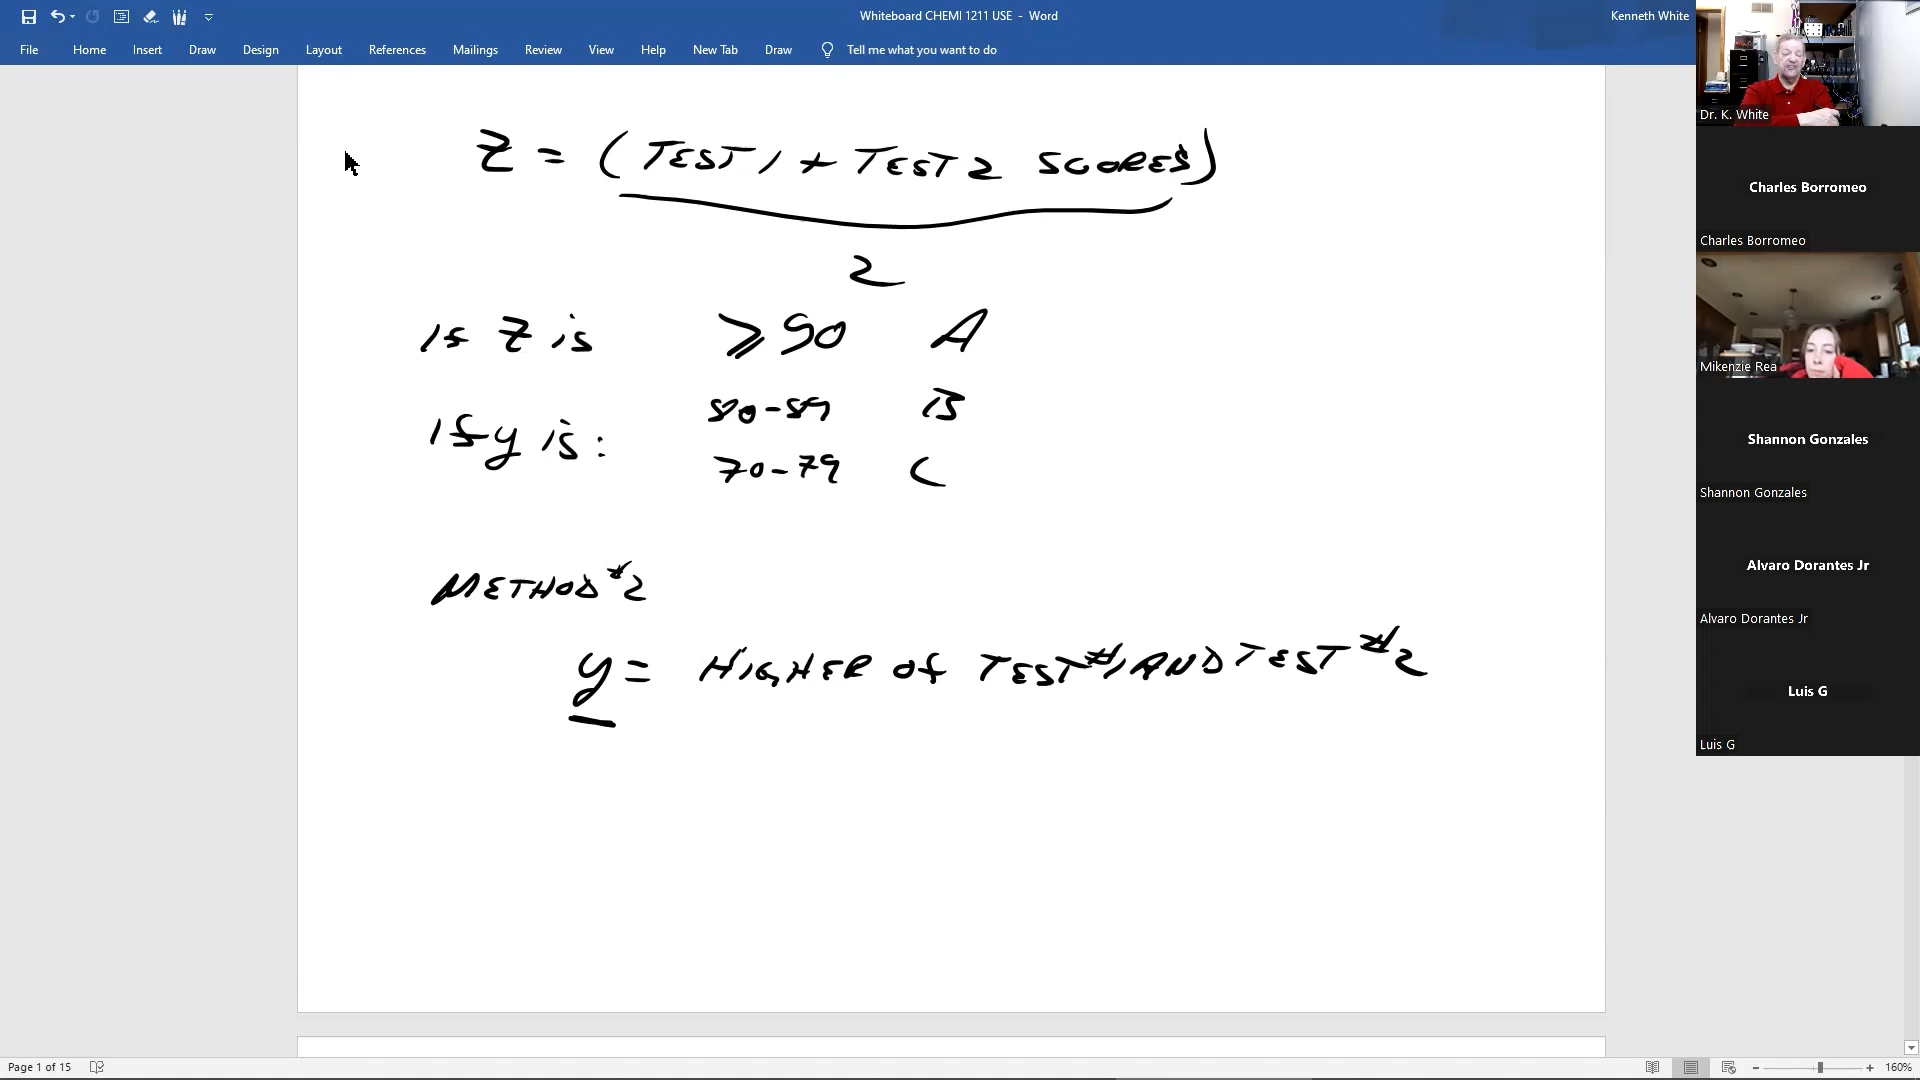 Whiteboard CHEMI 1211 USE - Word
Kenneth White
File Home Insert Draw Design Layout References Mailings Review View Help New Tab Draw Tell me what you want to do
Z = (TEST 1 + TEST 2 SCORES)
2
If Z is ≥ 90 A
80-89 B
If y is:
70-79 C
METHOD #2
y = HIGHER of TEST #1 AND TEST #2
Dr. K. White
Charles Borromeo
Charles Borromeo
Mikenzie Rea
Shannon Gonzales
Shannon Gonzales
Alvaro Dorantes Jr
Alvaro Dorantes Jr
Luis G
Luis G
Page 1 of 15
160%